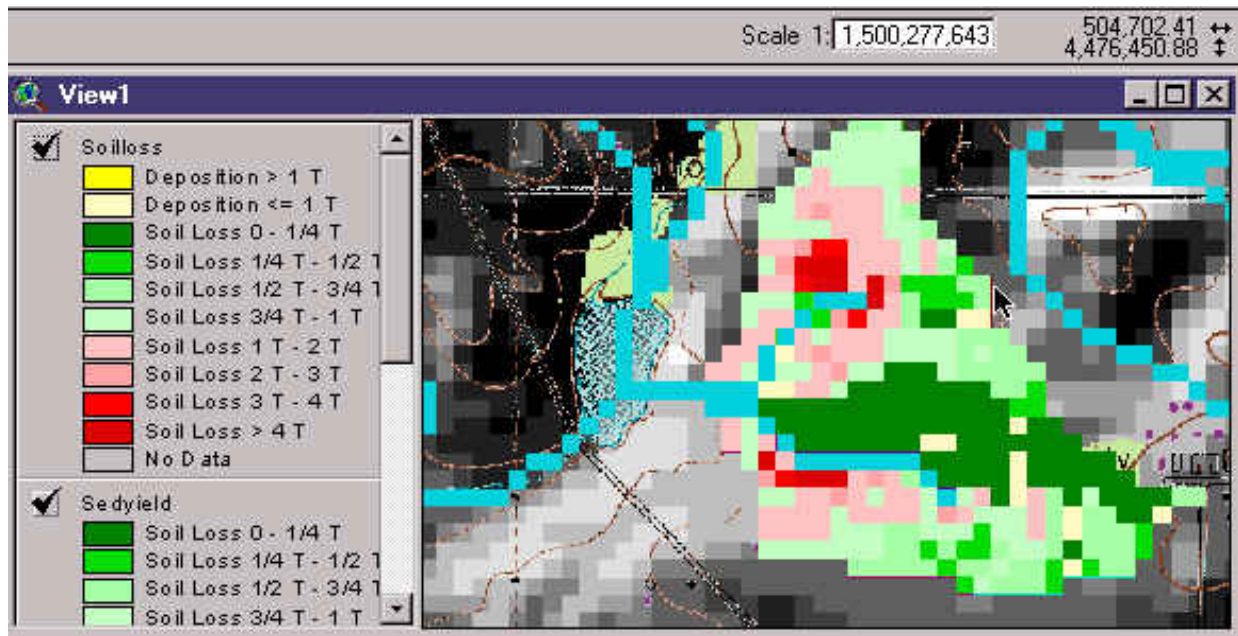 Scale 1: 1,500,277,643
504,702.41
4,476,450.88
View1
Soilloss
Deposition > 1 T
Deposition <= 1 T
Soil Loss 0 - 1/4 T
Soil Loss 1/4 T - 1/2 T
Soil Loss 1/2 T - 3/4 T
Soil Loss 3/4 T - 1 T
Soil Loss 1 T - 2 T
Soil Loss 2 T - 3 T
Soil Loss 3 T - 4 T
Soil Loss > 4 T
No Data
Sedyield
Soil Loss 0 - 1/4 T
Soil Loss 1/4 T - 1/2 T
Soil Loss 1/2 T - 3/4 T
Soil Loss 3/4 T - 1 T